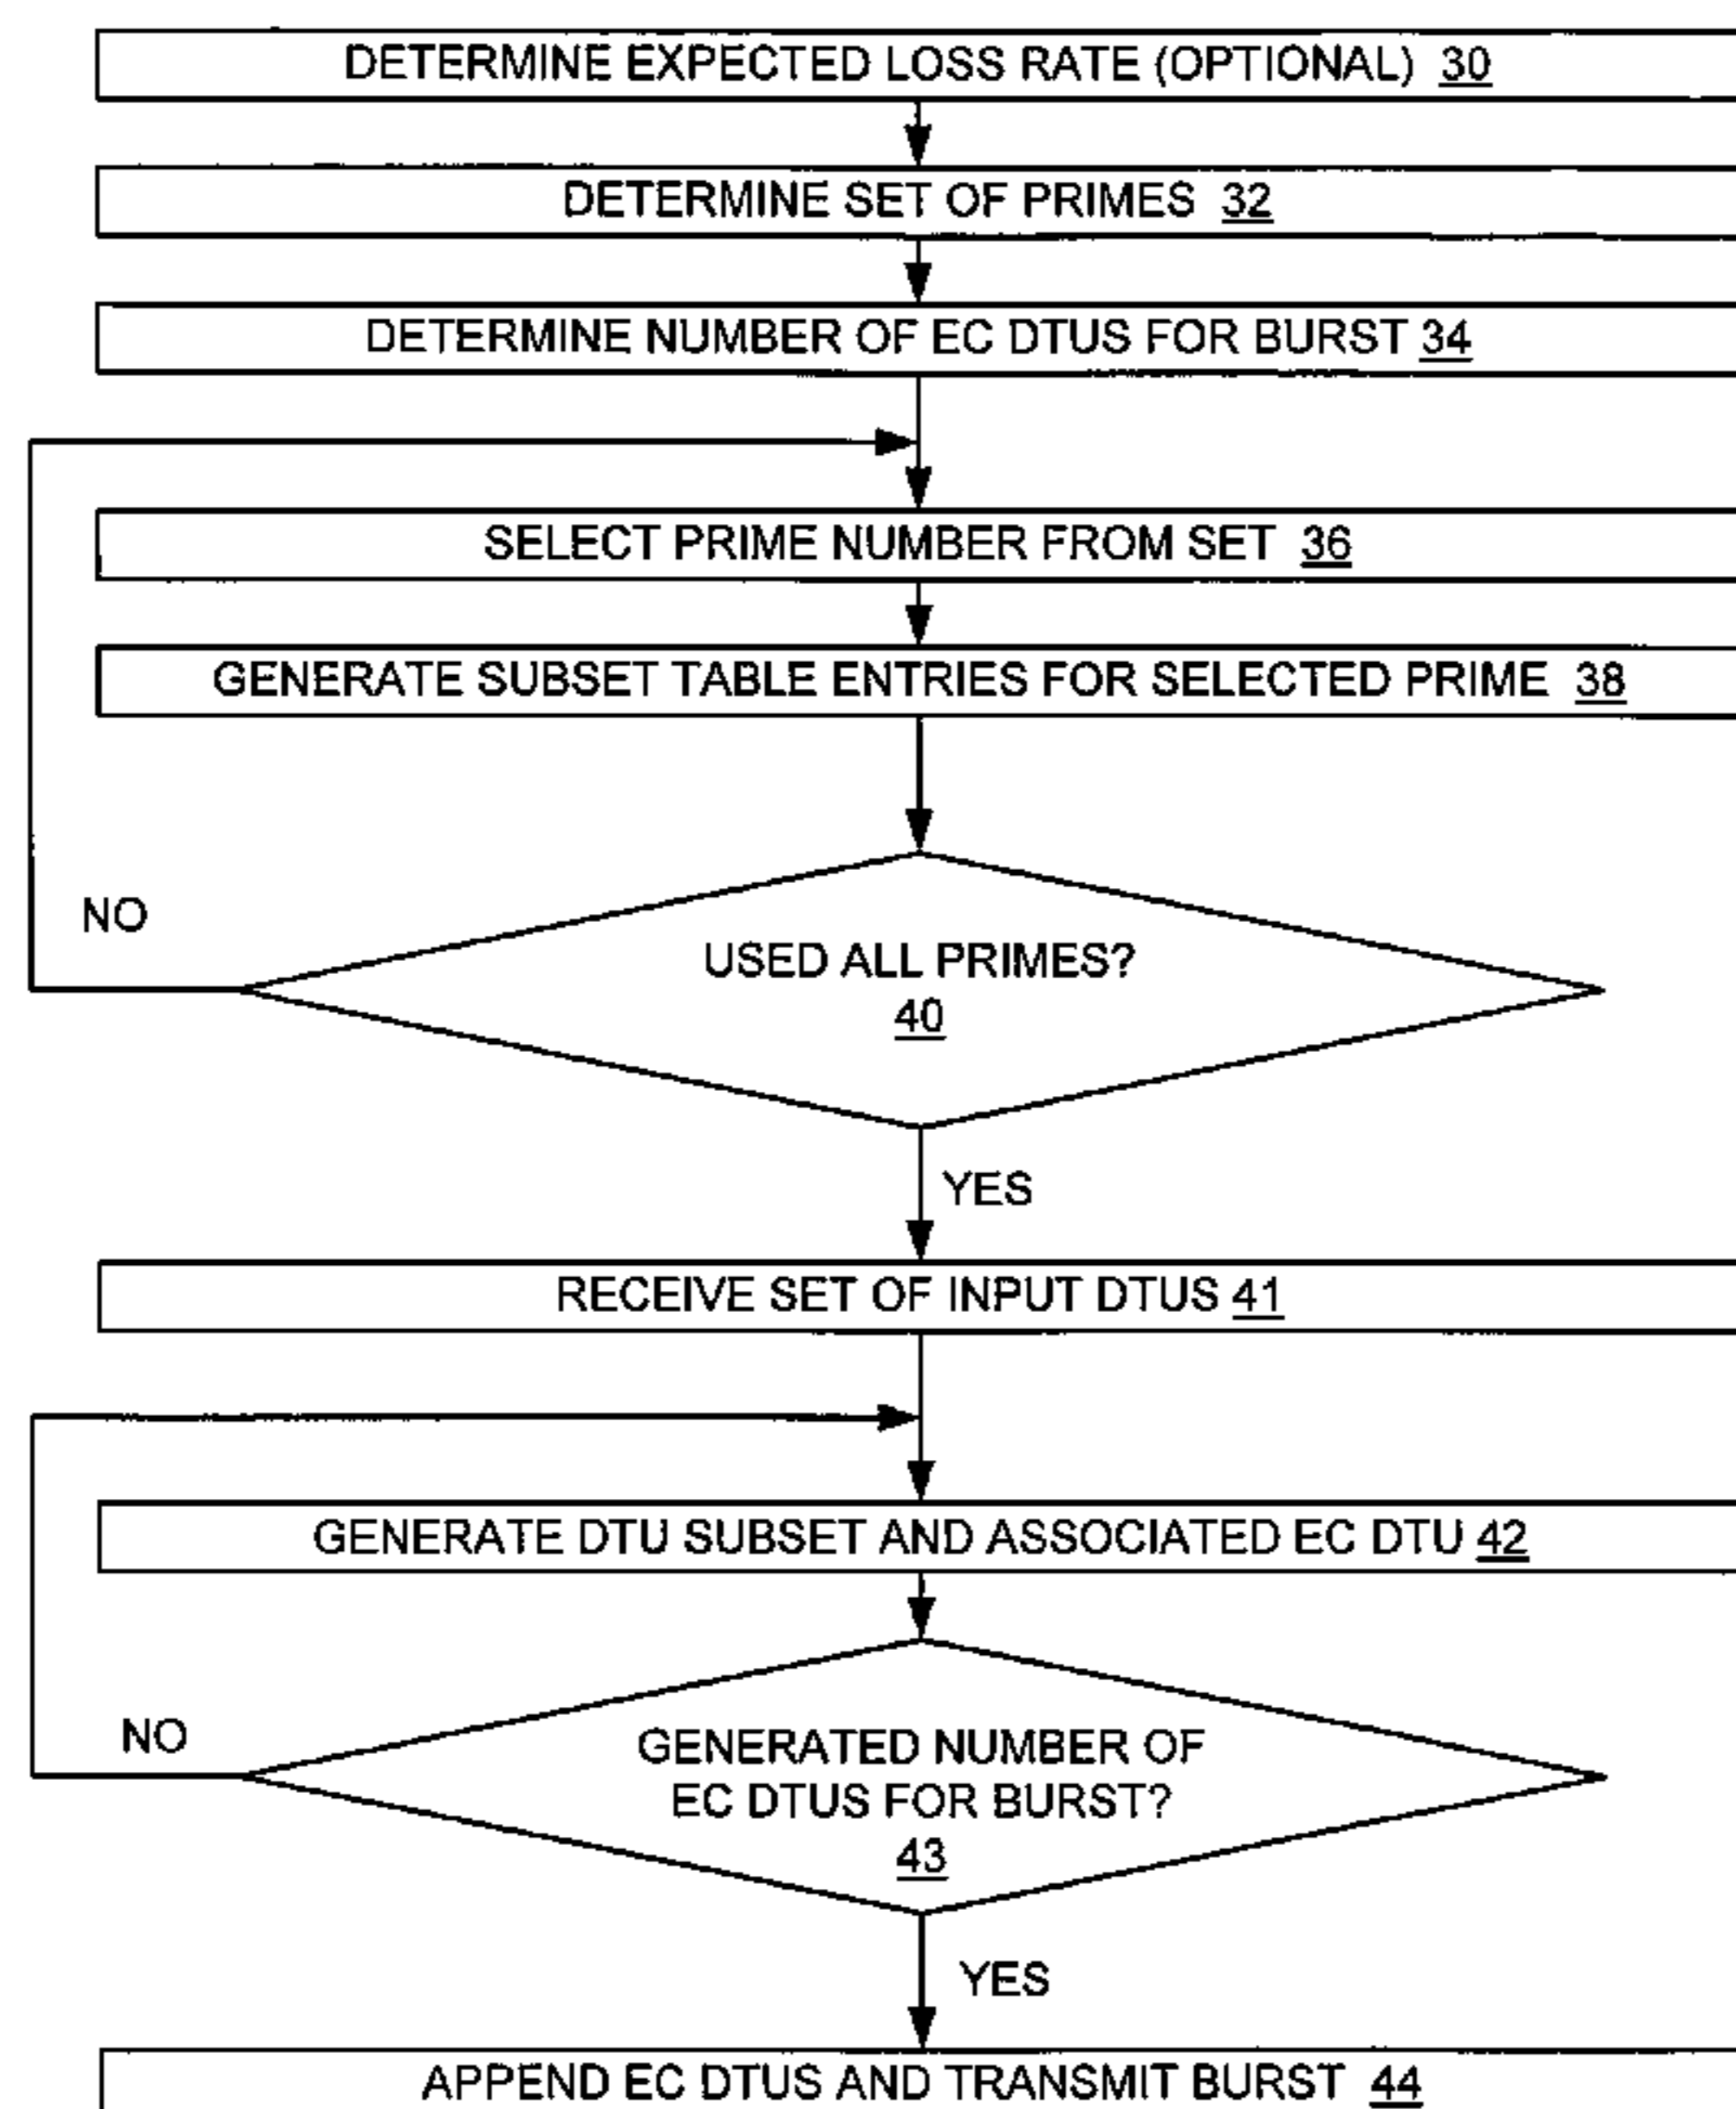 DETERMINE EXPECTED LOSS RATE (OPTIONAL) 30
DETERMINE SET OF PRIMES 32
DETERMINE NUMBER OF EC DTUS FOR BURST 34
SELECT PRIME NUMBER FROM SET 36
GENERATE SUBSET TABLE ENTRIES FOR SELECTED PRIME 38
NO
USED ALL PRIMES?
40
YES
RECEIVE SET OF INPUT DTUS 41
GENERATE DTU SUBSET AND ASSOCIATED EC DTU 42
NO
GENERATED NUMBER OF
EC DTUS FOR BURST?
43
YES
APPEND EC DTUS AND TRANSMIT BURST 44